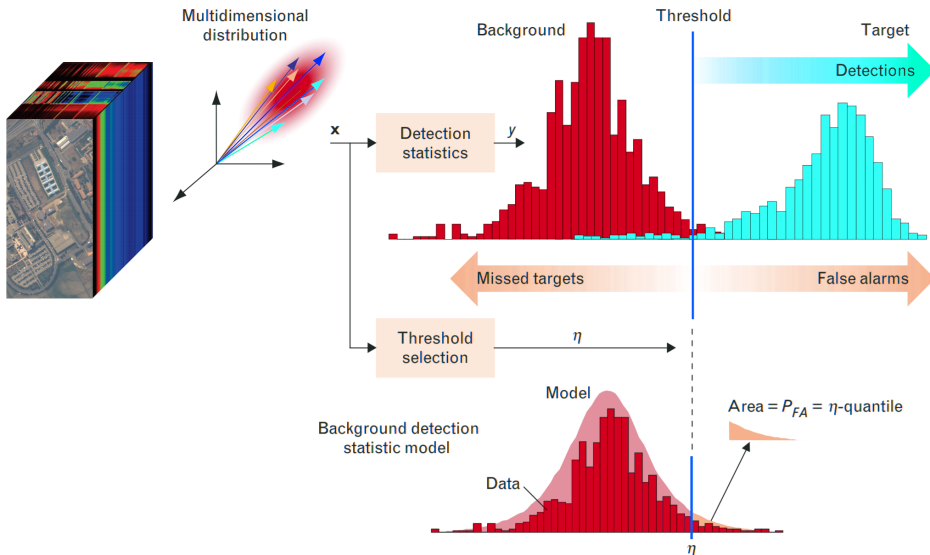 Multidimensional
distribution
Background
Threshold
Target
Detections
x
Detection
statistics
y
Missed targets
False alarms
Threshold
selection
η
Model
Area = P_FA = η-quantile
Background detection
statistic model
Data
η